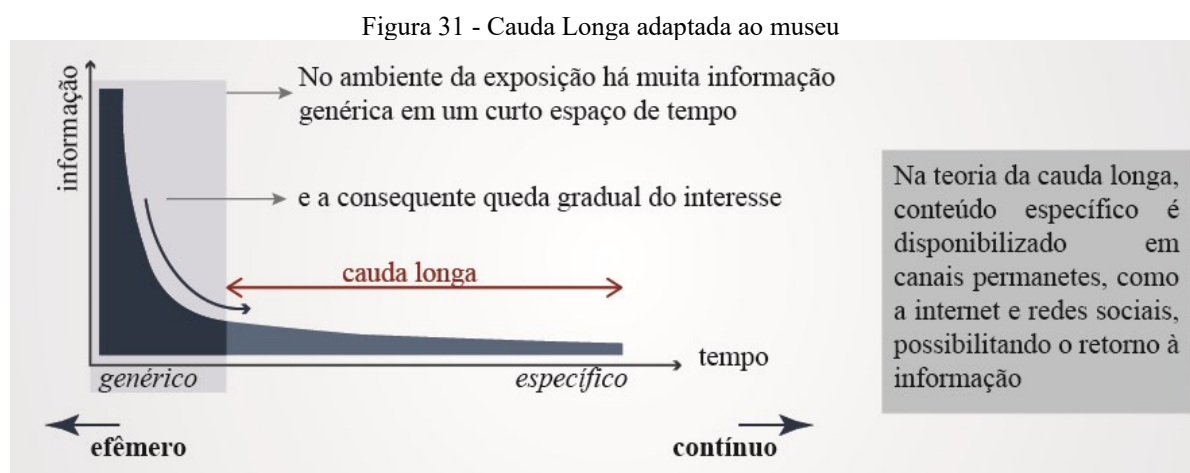 Figura 31 - Cauda Longa adaptada ao museu
informação
No ambiente da exposição há muita informação
genérica em um curto espaço de tempo
e a consequente queda gradual do interesse
cauda longa
tempo
genérico
específico
efêmero
contínuo
Na teoria da cauda longa,
conteúdo específico é
disponibilizado em
canais permanetes, como
a internet e redes sociais,
possibilitando o retorno à
informação